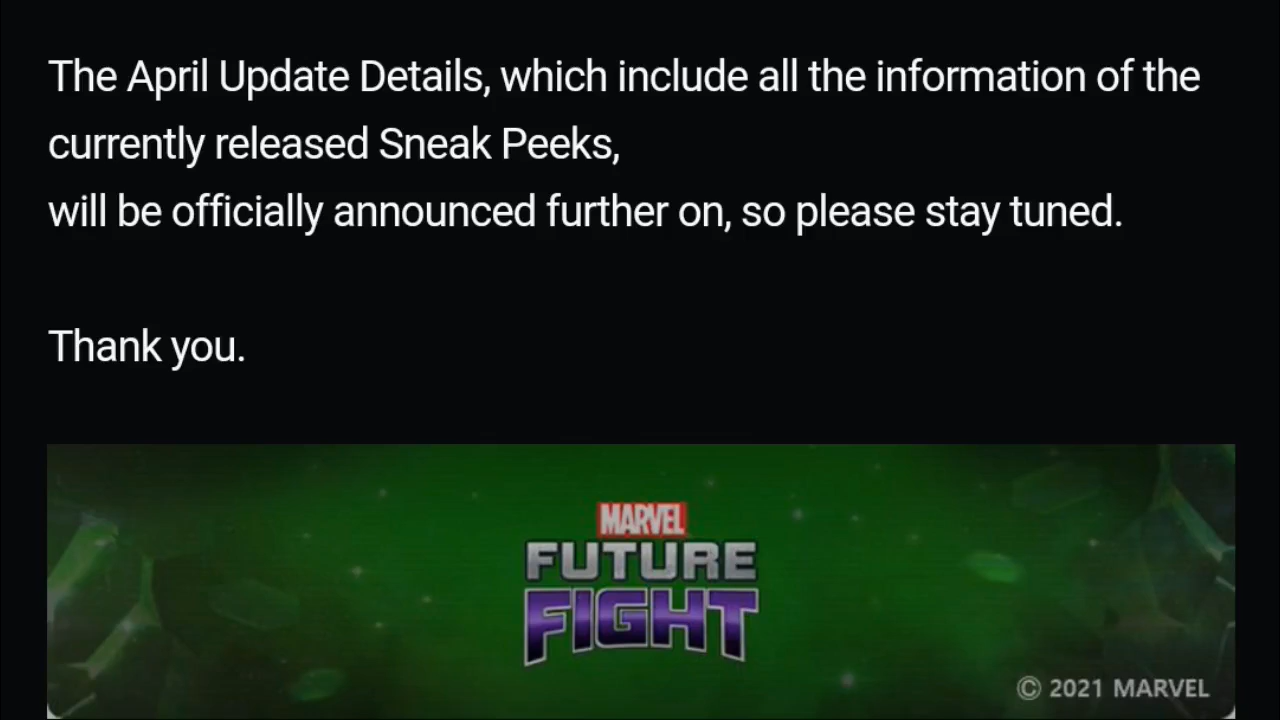 The April Update Details, which include all the information of the
currently released Sneak Peeks,
will be officially announced further on, so please stay tuned.
Thank you.
MARVEL
FUTURE
FIGHT
© 2021 MARVEL